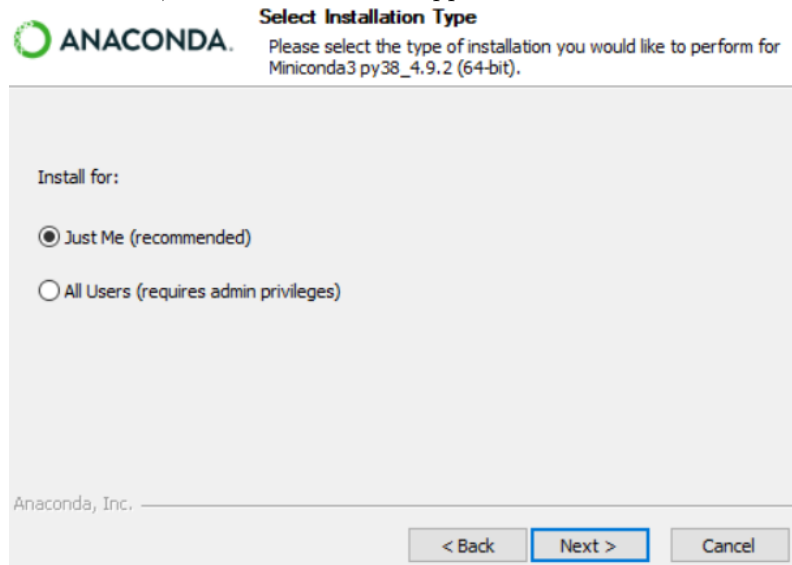 Select Installation Type
ANACONDA.
Please select the type of installation you would like to perform for
Miniconda3 py38_4.9.2 (64-bit).
Install for:
Just Me (recommended)
All Users (requires admin privileges)
Anaconda, Inc.
< Back Next > Cancel